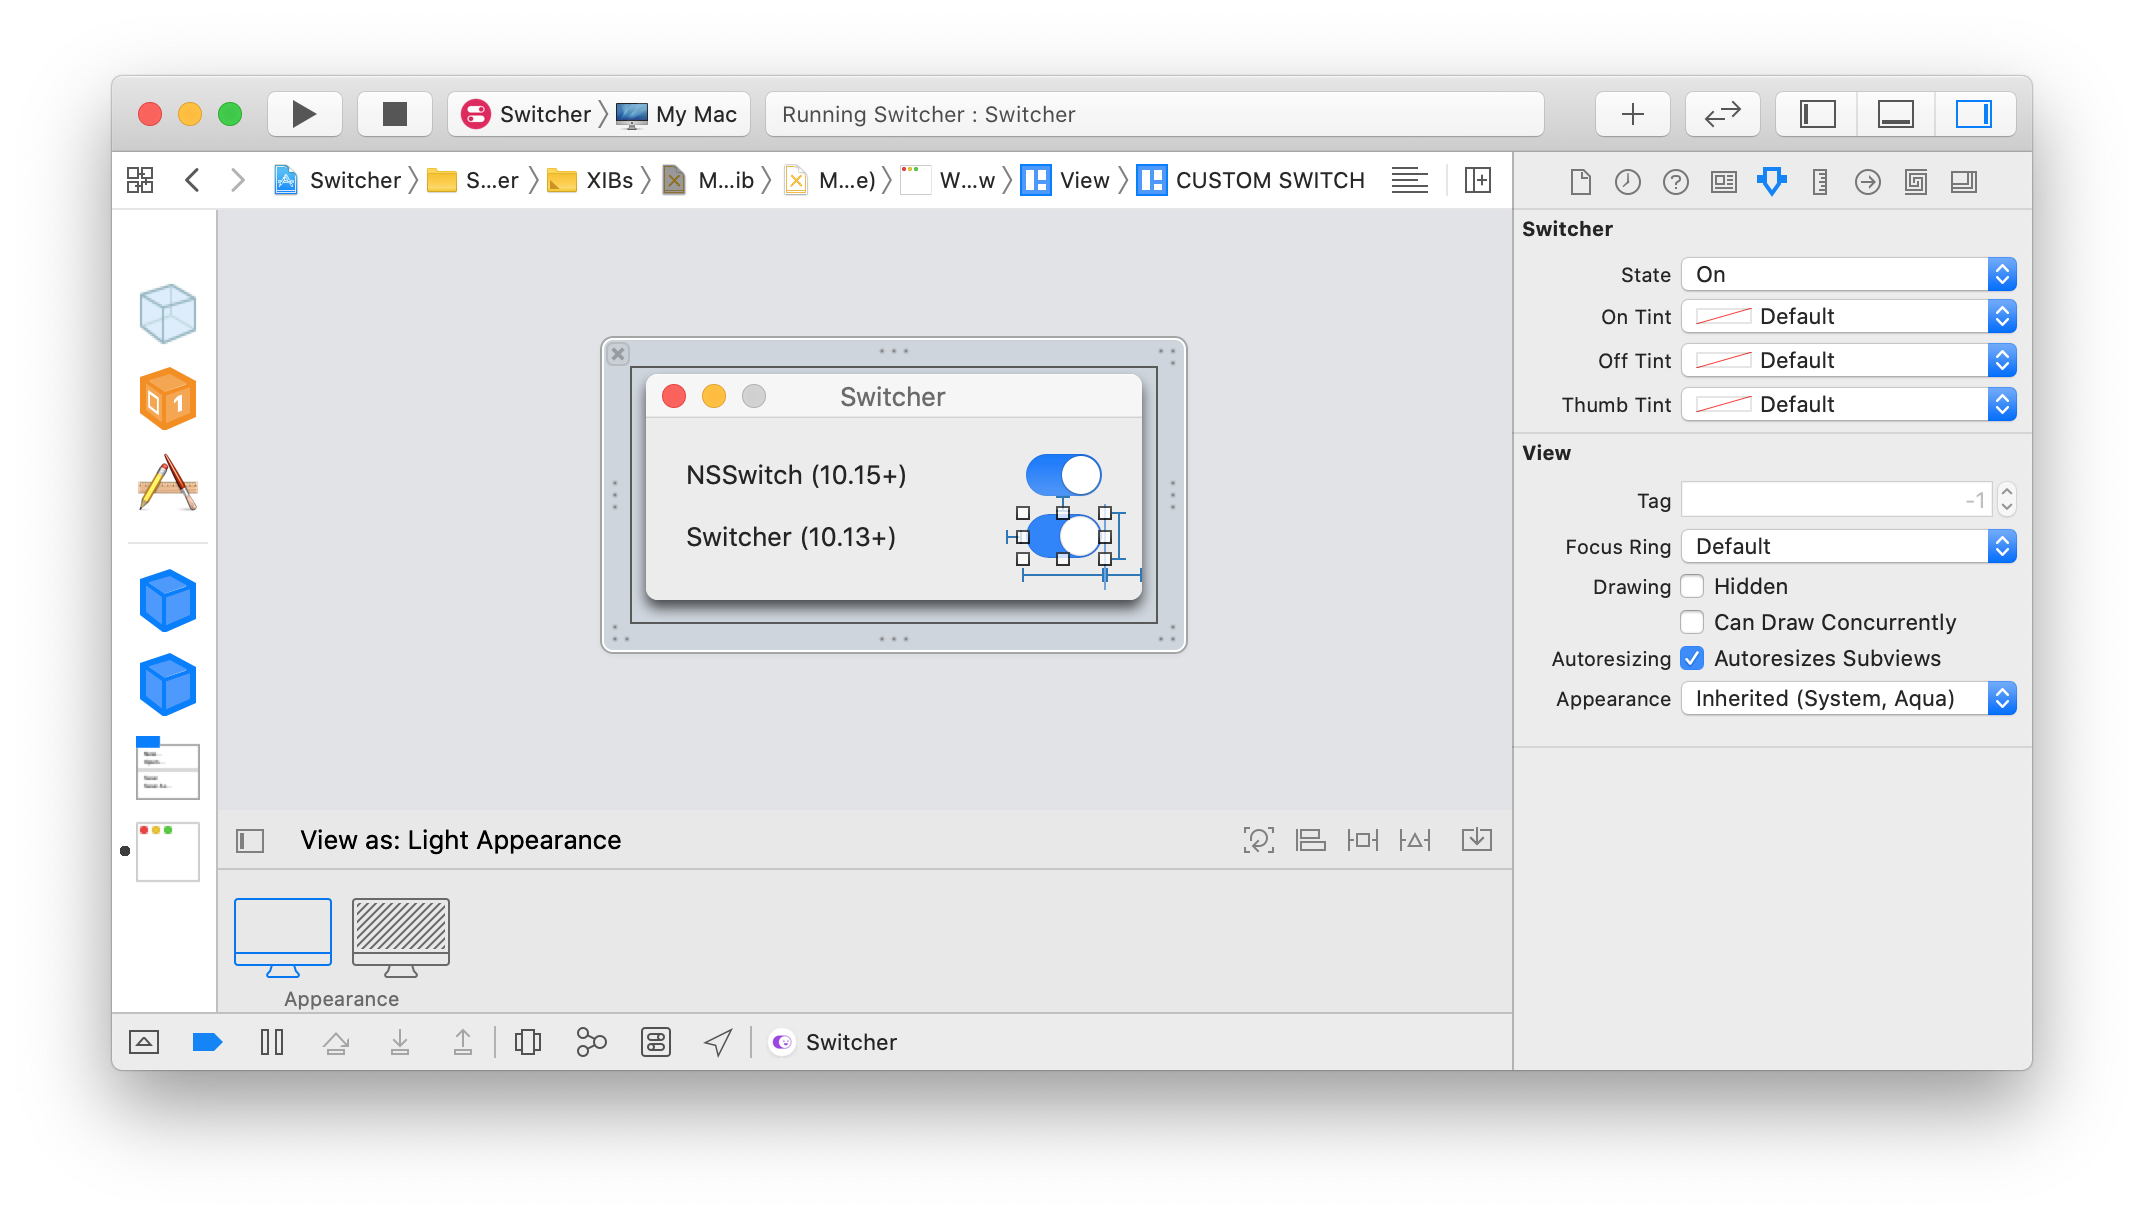 Switcher
My Mac
Running Switcher : Switcher
Switcher
S...er
XIBs
M...ib
M...e)
W...w
View
CUSTOM SWITCH
Switcher
NSSwitch (10.15+)
Switcher (10.13+)
View as: Light Appearance
Appearance
Switcher
Switcher
State
On
On Tint
Default
Off Tint
Default
Thumb Tint
Default
View
Tag
-1
Focus Ring
Default
Drawing
Hidden
Can Draw Concurrently
Autoresizing
Autoresizes Subviews
Appearance
Inherited (System, Aqua)